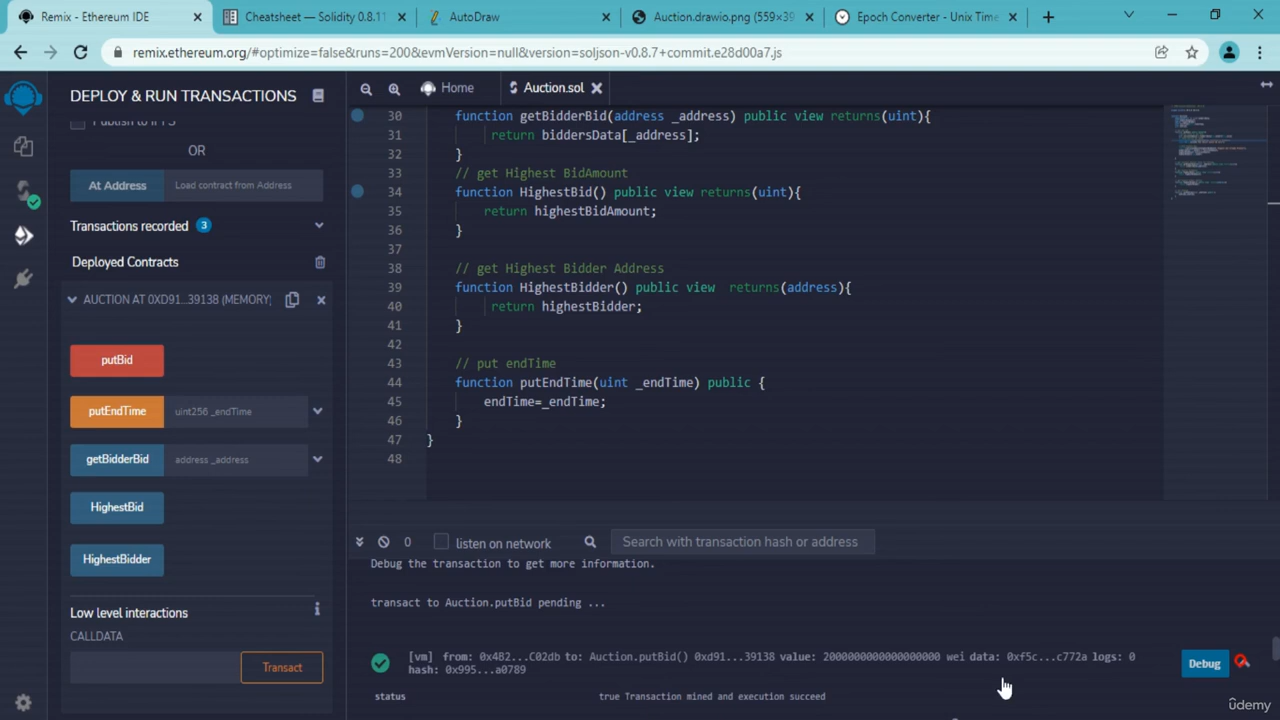 Remix - Ethereum IDE
Cheatsheet — Solidity 0.8.11
AutoDraw
Auction.drawio.png (559×39
Epoch Converter - Unix Time
remix.ethereum.org/#optimize=false&runs=200&evmVersion=null&version=soljson-v0.8.7+commit.e28d00a7.js
DEPLOY & RUN TRANSACTIONS
Home
Auction.sol
Publish to IPFS
OR
At Address
Load contract from Address
Transactions recorded 3
Deployed Contracts
AUCTION AT 0XD91...39138 (MEMORY)
putBid
putEndTime
uint256 _endTime
getBidderBid
address _address
HighestBid
HighestBidder
Low level interactions
CALLDATA
Transact
30 function getBidderBid(address _address) public view returns(uint){
31 return biddersData[_address];
32 }
33 // get Highest BidAmount
34 function HighestBid() public view returns(uint){
35 return highestBidAmount;
36 }
37
38 // get Highest Bidder Address
39 function HighestBidder() public view  returns(address){
40 return highestBidder;
41 }
42
43 // put endTime
44 function putEndTime(uint _endTime) public {
45 endTime=_endTime;
46 }
47 }
48
0
listen on network
Search with transaction hash or address
Debug the transaction to get more information.
transact to Auction.putBid pending ...
[vm] from: 0x482...C02db to: Auction.putBid() 0xd91...39138 value: 2000000000000000000 wei data: 0xf5c...c772a logs: 0
hash: 0x995...a0789
Debug
status
true Transaction mined and execution succeed
ûdemy